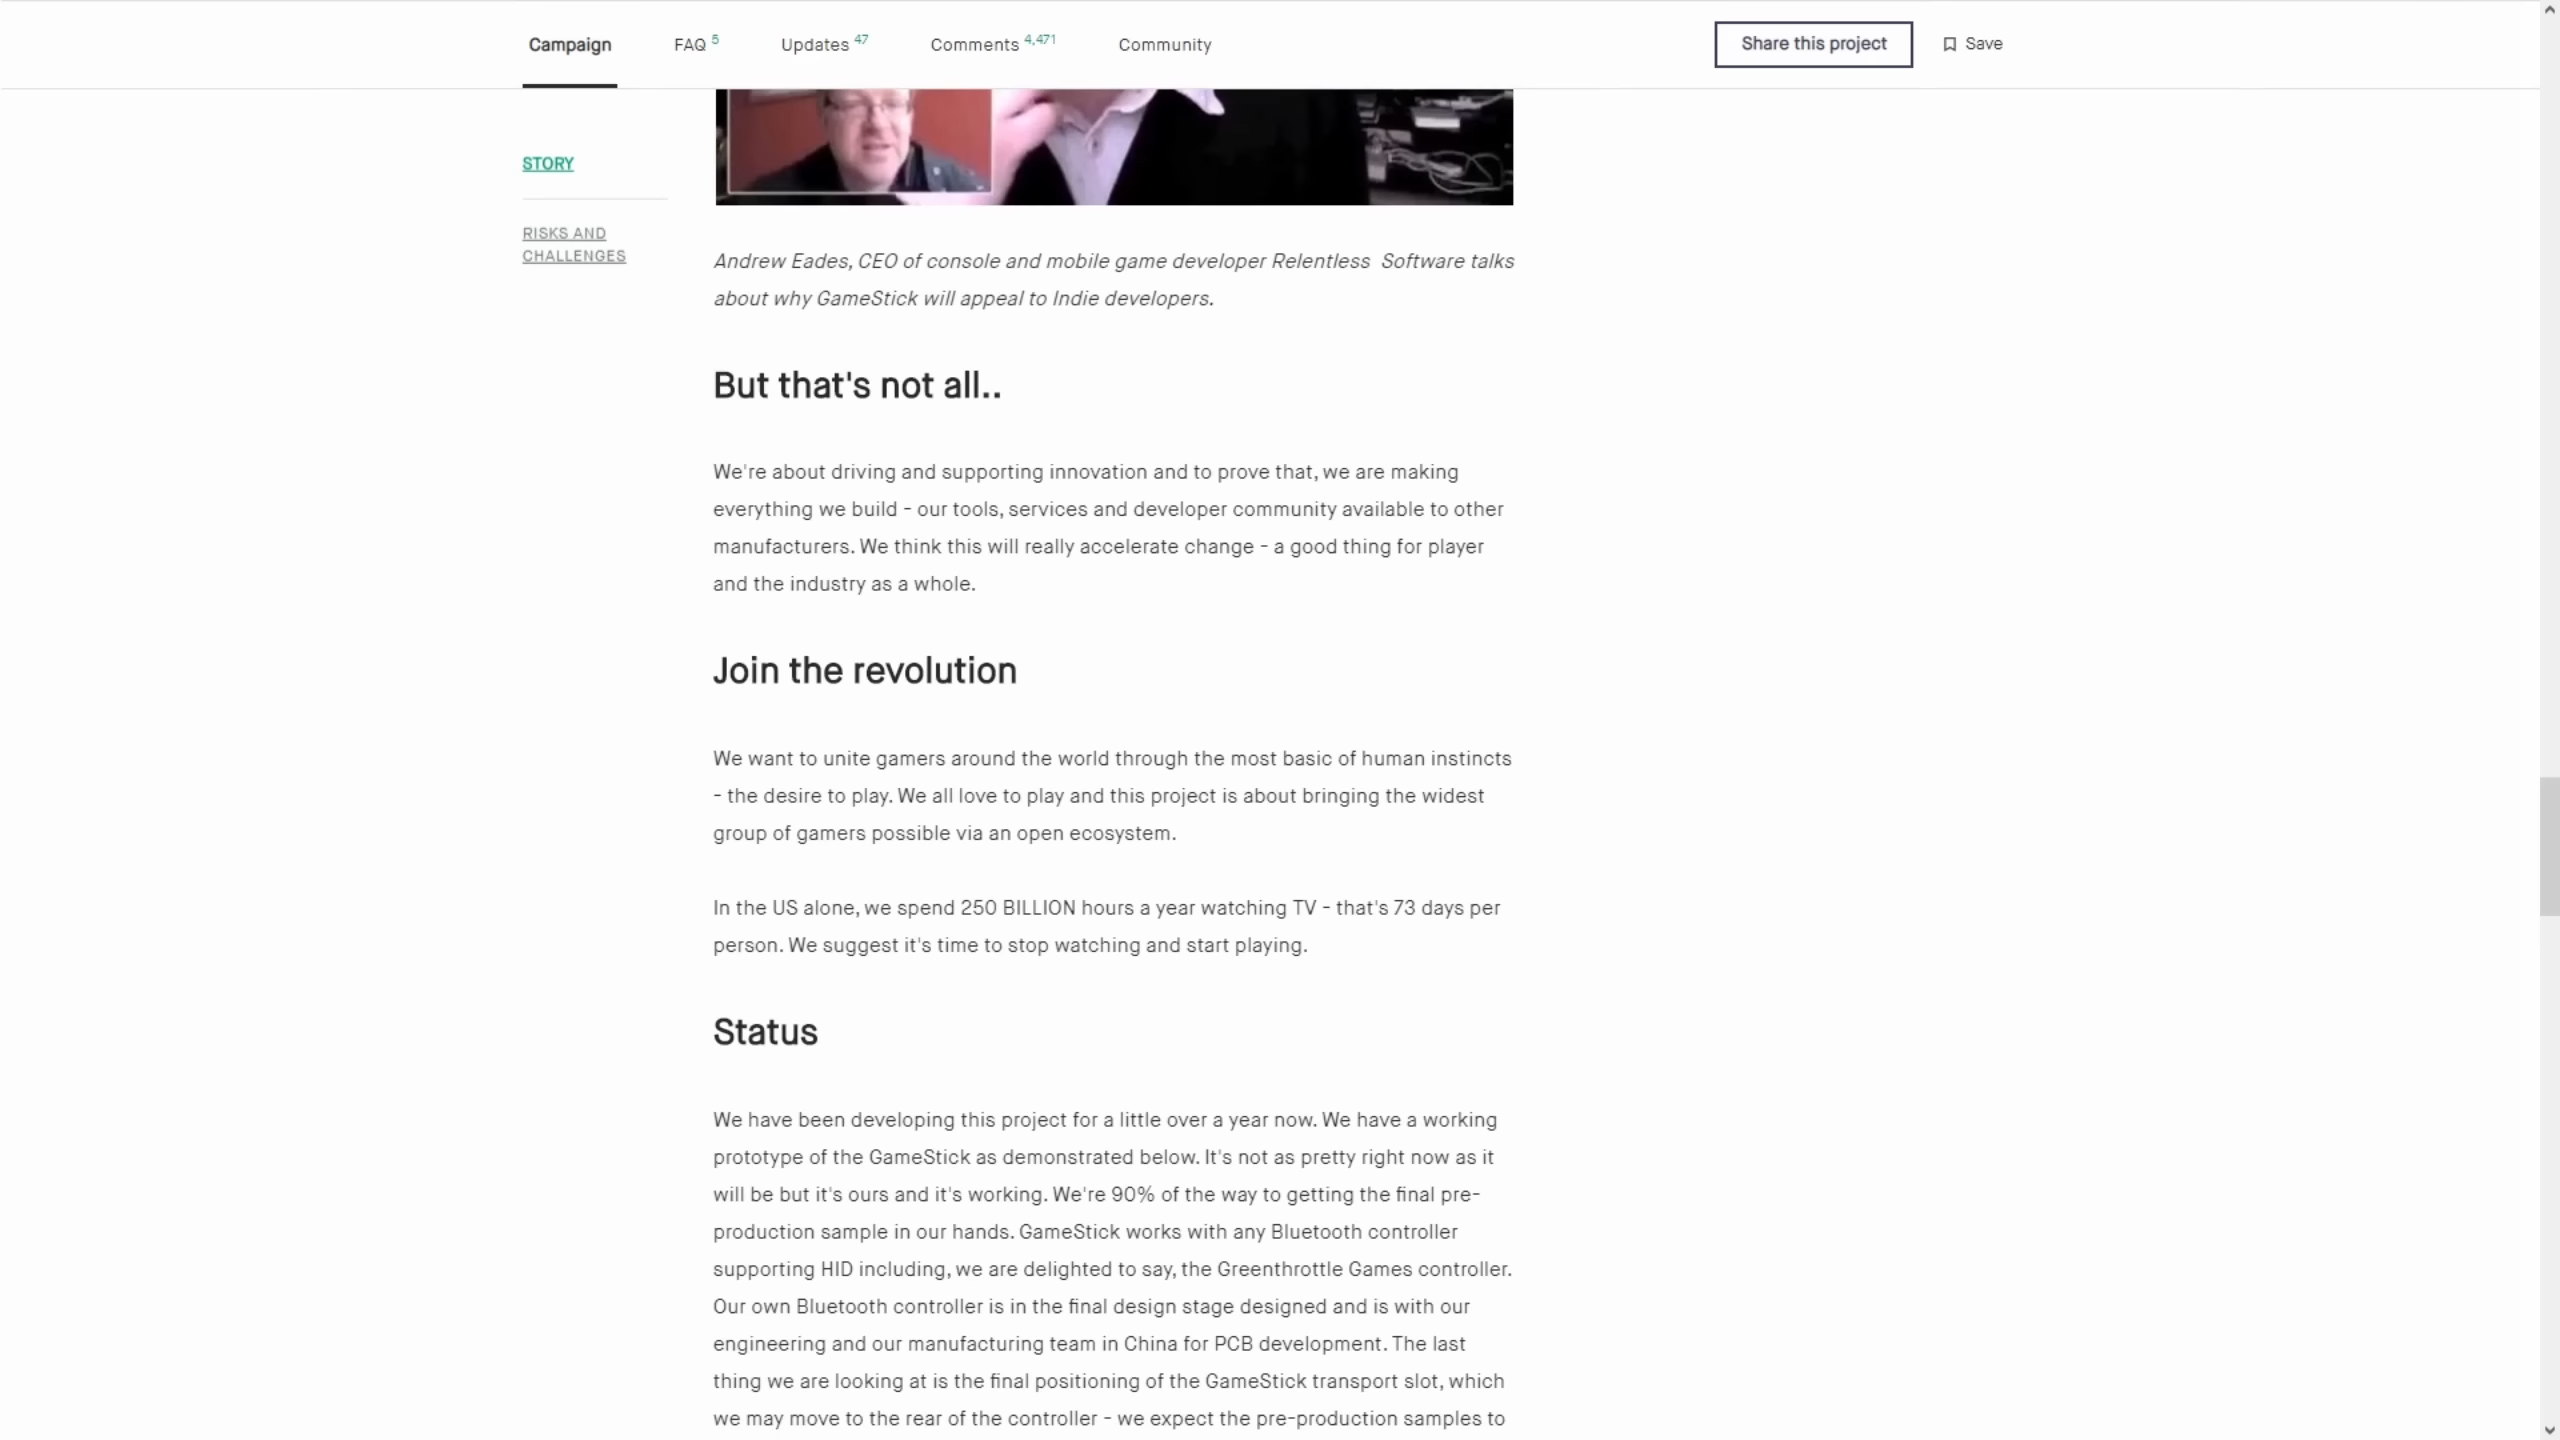 Campaign FAQ 5 Updates 47 Comments 4,471 Community Share this project Save
STORY
RISKS AND
CHALLENGES
Andrew Eades, CEO of console and mobile game developer Relentless  Software talks
about why GameStick will appeal to Indie developers.
But that's not all..
We're about driving and supporting innovation and to prove that, we are making
everything we build - our tools, services and developer community available to other
manufacturers. We think this will really accelerate change - a good thing for player
and the industry as a whole.
Join the revolution
We want to unite gamers around the world through the most basic of human instincts
- the desire to play. We all love to play and this project is about bringing the widest
group of gamers possible via an open ecosystem.
In the US alone, we spend 250 BILLION hours a year watching TV - that's 73 days per
person. We suggest it's time to stop watching and start playing.
Status
We have been developing this project for a little over a year now. We have a working
prototype of the GameStick as demonstrated below. It's not as pretty right now as it
will be but it's ours and it's working. We're 90% of the way to getting the final pre-
production sample in our hands. GameStick works with any Bluetooth controller
supporting HID including, we are delighted to say, the Greenthrottle Games controller.
Our own Bluetooth controller is in the final design stage designed and is with our
engineering and our manufacturing team in China for PCB development. The last
thing we are looking at is the final positioning of the GameStick transport slot, which
we may move to the rear of the controller - we expect the pre-production samples to